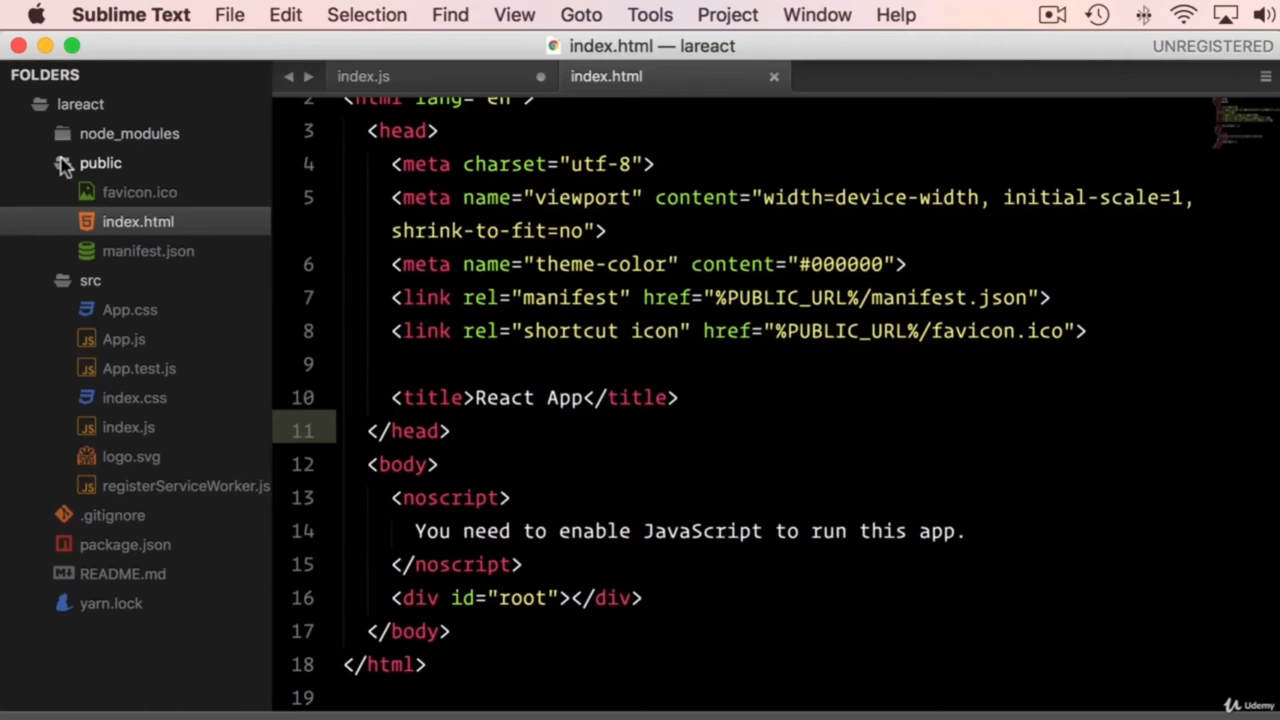 Sublime Text File Edit Selection Find View Goto Tools Project Window Help
index.html — lareact UNREGISTERED
FOLDERS
lareact
node_modules
public
favicon.ico
index.html
manifest.json
src
App.css
App.js
App.test.js
index.css
index.js
logo.svg
registerServiceWorker.js
.gitignore
package.json
README.md
yarn.lock
index.js index.html
2 <html lang="en">
3 <head>
4 <meta charset="utf-8">
5 <meta name="viewport" content="width=device-width, initial-scale=1,
shrink-to-fit=no">
6 <meta name="theme-color" content="#000000">
7 <link rel="manifest" href="%PUBLIC_URL%/manifest.json">
8 <link rel="shortcut icon" href="%PUBLIC_URL%/favicon.ico">
9
10 <title>React App</title>
11 </head>
12 <body>
13 <noscript>
14 You need to enable JavaScript to run this app.
15 </noscript>
16 <div id="root"></div>
17 </body>
18 </html>
19
Udemy